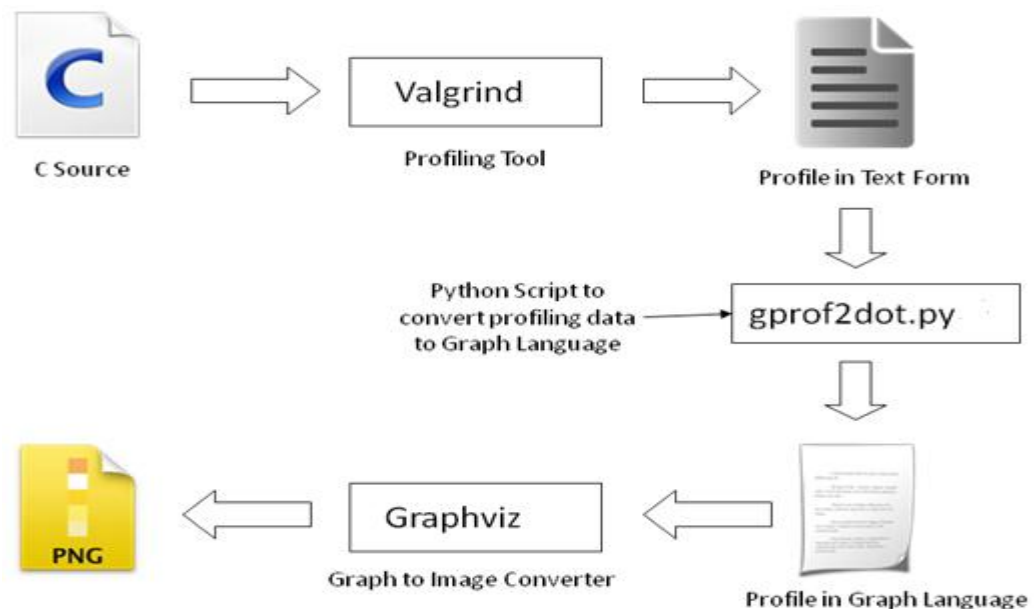 C
C Source
Valgrind
Profiling Tool
Profile in Text Form
Python Script to
convert profiling data
to Graph Language
gprof2dot.py
Profile in Graph Language
Graphviz
Graph to Image Converter
PNG